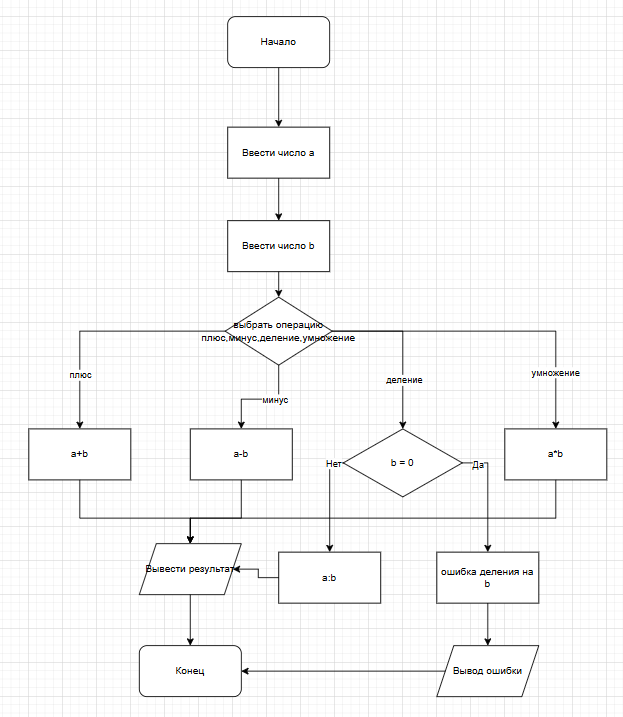 Начало
Ввести число a
Ввести число b
выбрать операцию
плюс,минус,деление,умножение
плюс
минус
деление
умножение
a+b
a-b
b = 0
a*b
Нет
Да
Вывести результат
a:b
ошибка деления на
b
Конец
Вывод ошибки